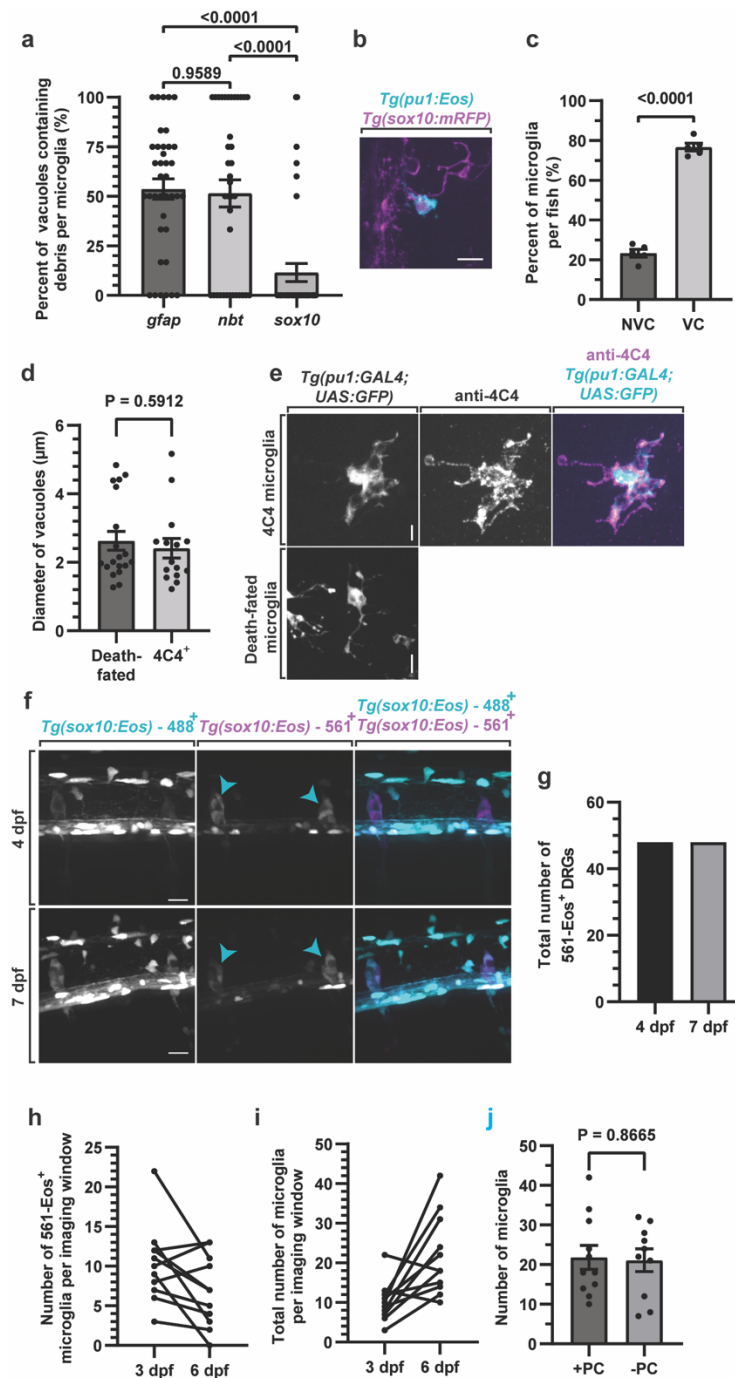 a
<0.0001
<0.0001
0.9589
Percent of vacuoles containing
debris per microglia (%)
100
75
50
25
0
gfap
nbt
sox10
b
Tg(pu1:Eos)
Tg(sox10:mRFP)
c
<0.0001
Percent of microglia
per fish (%)
100
80
60
40
20
0
NVC
VC
d
P = 0.5912
Diameter of vacuoles (µm)
6
4
2
0
Death-
fated
4C4+
e
Tg(pu1:GAL4;
UAS:GFP)
anti-4C4
anti-4C4
Tg(pu1:GAL4;
UAS:GFP)
4C4 microglia
Death-fated
microglia
f
Tg(sox10:Eos) - 488+
Tg(sox10:Eos) - 561+
Tg(sox10:Eos) - 488+
Tg(sox10:Eos) - 561+
4 dpf
7 dpf
g
Total number of
561-Eos+ DRGs
60
40
20
0
4 dpf
7 dpf
h
Number of 561-Eos+
microglia per imaging window
25
20
15
10
5
0
3 dpf
6 dpf
i
Total number of microglia
per imaging window
50
40
30
20
10
0
3 dpf
6 dpf
j
P = 0.8665
Number of microglia
50
40
30
20
10
0
+PC
-PC